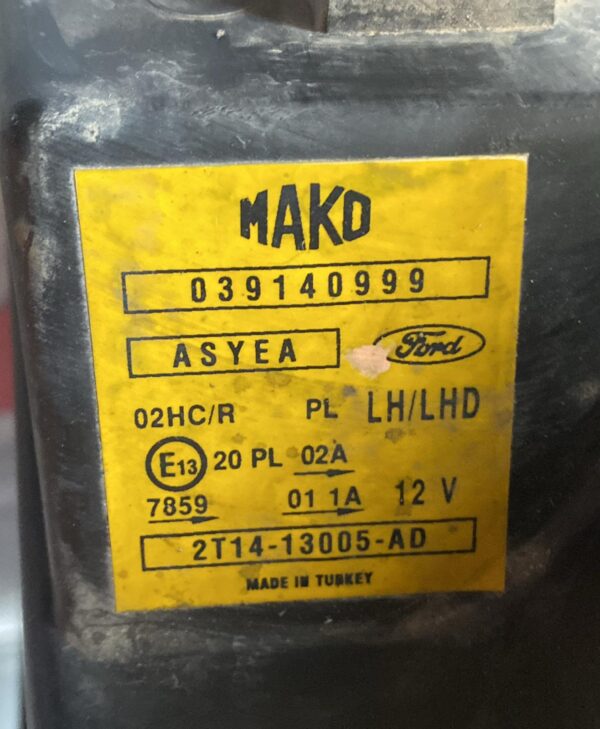 MAKO
039140999
ASYEA Ford
02HC/R PL LH/LHD
E13 20 PL 02A
7859 01 1A 12 V
2T14-13005-AD
MADE IN TURKEY